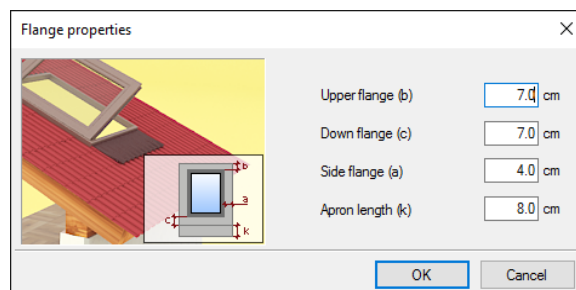 Flange properties
Upper flange (b) 7.0 cm
Down flange (c) 7.0 cm
Side flange (a) 4.0 cm
Apron length (k) 8.0 cm
b
a
c
k
OK Cancel